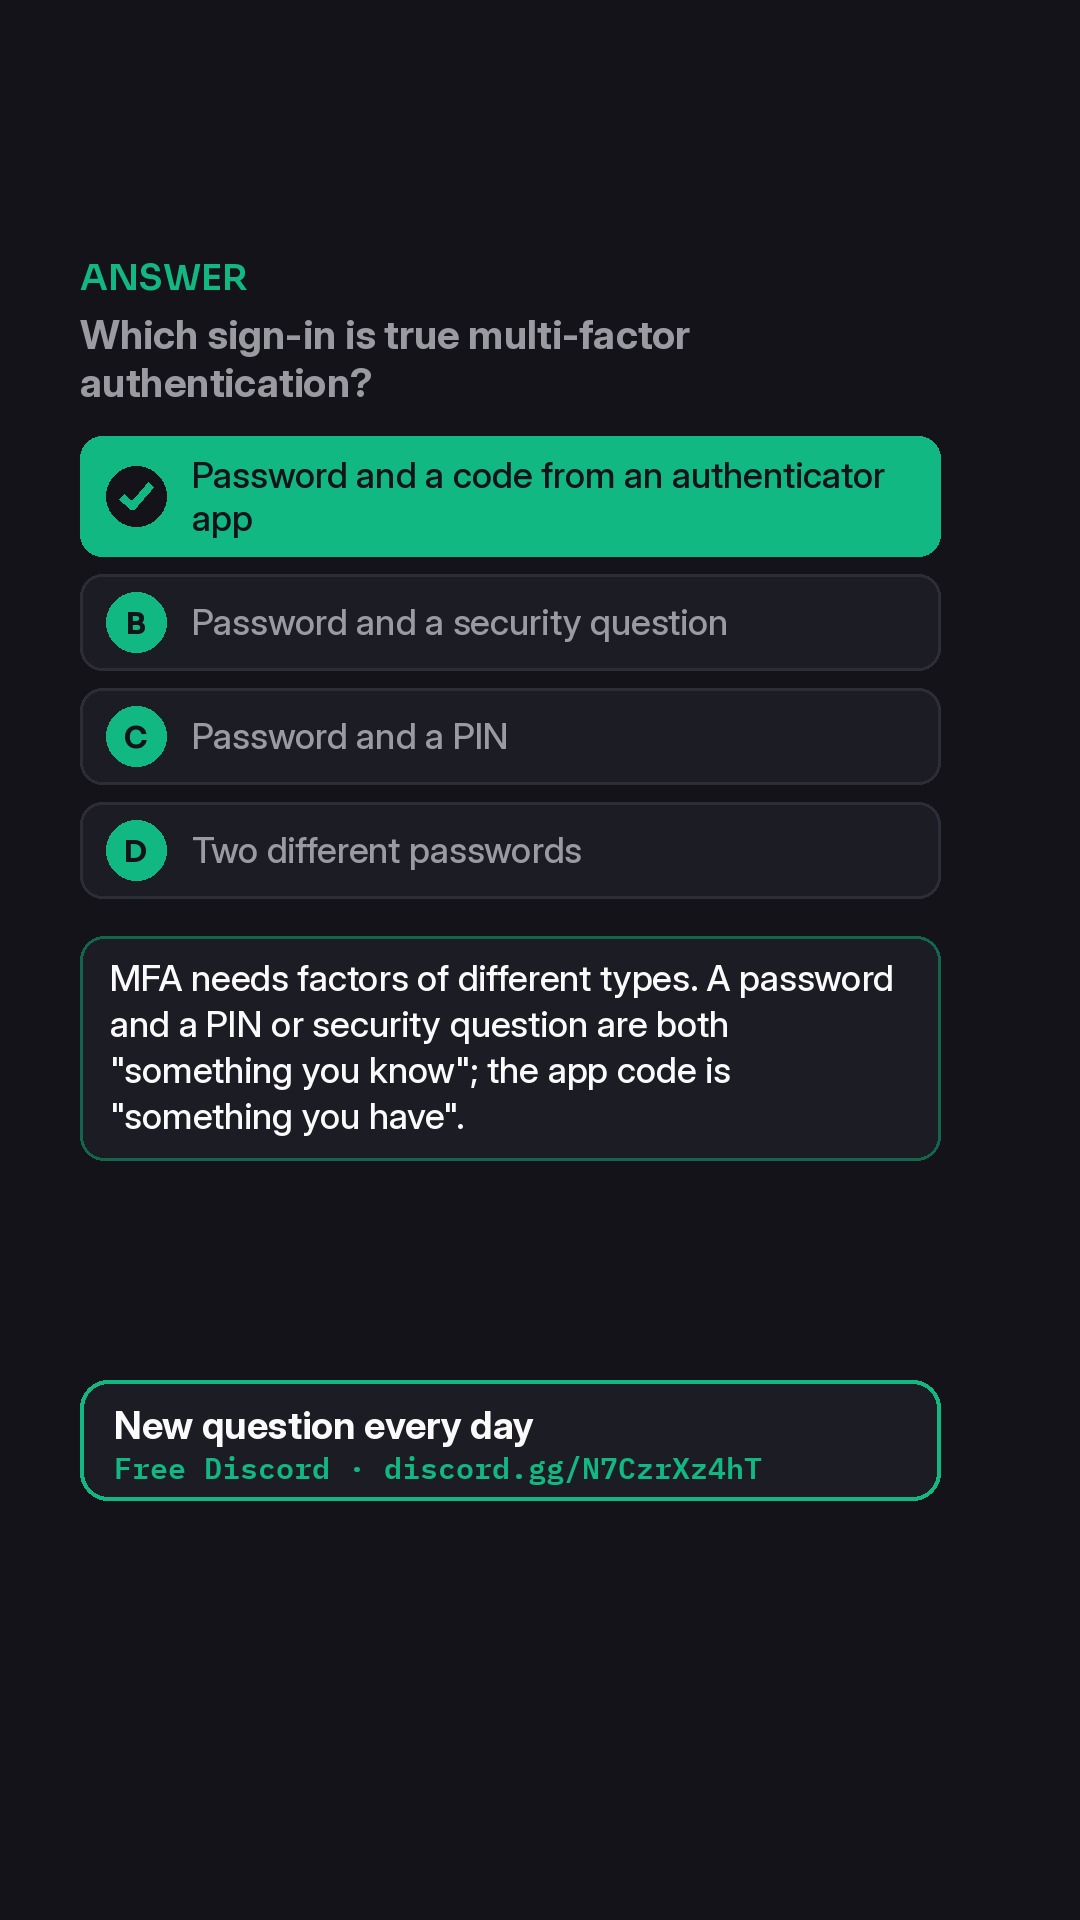 ANSWER
Which sign-in is true multi-factor
authentication?
Password and a code from an authenticator
app
B Password and a security question
C Password and a PIN
D Two different passwords
MFA needs factors of different types. A password
and a PIN or security question are both
"something you know"; the app code is
"something you have".
New question every day
Free Discord · discord.gg/N7CzrXz4hT